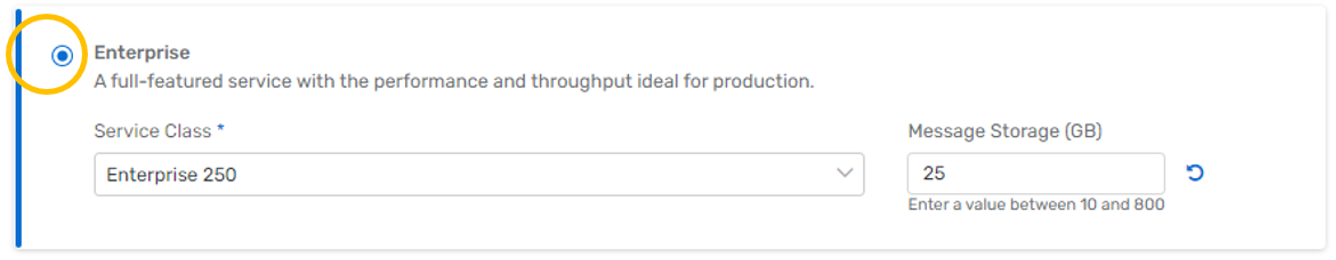 Enterprise
A full-featured service with the performance and throughput ideal for production.
Service Class *
Message Storage (GB)
Enterprise 250
25
Enter a value between 10 and 800